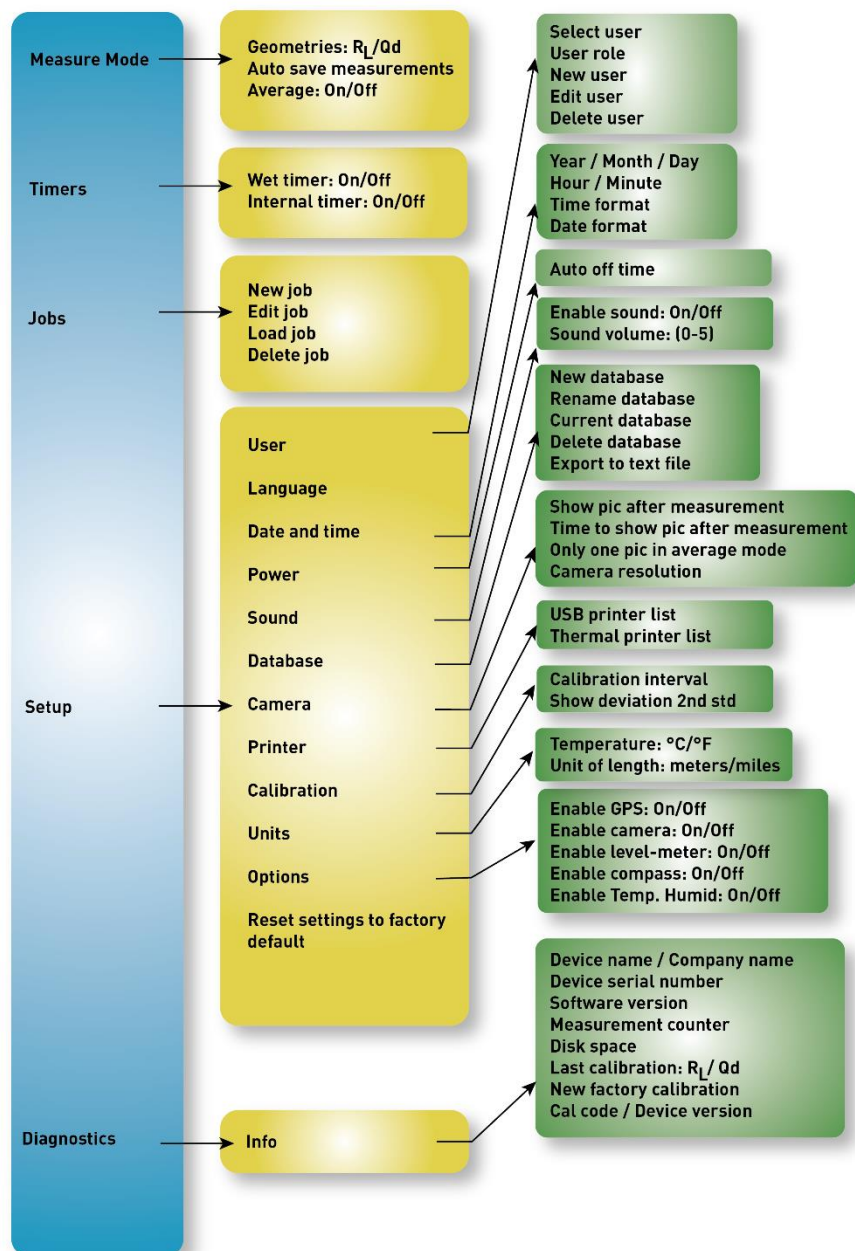 Measure Mode
Geometries: RL/Qd
Auto save measurements
Average: On/Off
Timers
Wet timer: On/Off
Internal timer: On/Off
Jobs
New job
Edit job
Load job
Delete job
Setup
User
Language
Date and time
Power
Sound
Database
Camera
Printer
Calibration
Units
Options
Reset settings to factory
default
Select user
User role
New user
Edit user
Delete user
Year / Month / Day
Hour / Minute
Time format
Date format
Auto off time
Enable sound: On/Off
Sound volume: (0-5)
New database
Rename database
Current database
Delete database
Export to text file
Show pic after measurement
Time to show pic after measurement
Only one pic in average mode
Camera resolution
USB printer list
Thermal printer list
Calibration interval
Show deviation 2nd std
Temperature: °C/°F
Unit of length: meters/miles
Enable GPS: On/Off
Enable camera: On/Off
Enable level-meter: On/Off
Enable compass: On/Off
Enable Temp. Humid: On/Off
Diagnostics
Info
Device name / Company name
Device serial number
Software version
Measurement counter
Disk space
Last calibration: RL/ Qd
New factory calibration
Cal code / Device version